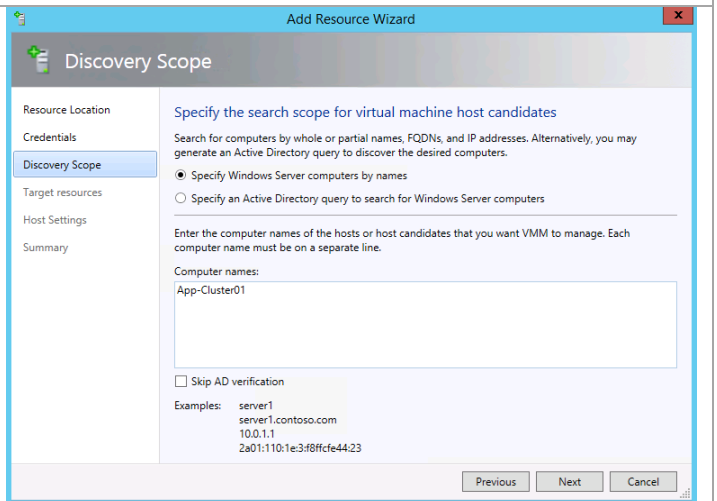 Add Resource Wizard
x
Discovery Scope
Resource Location
Credentials
Discovery Scope
Target resources
Host Settings
Summary
Specify the search scope for virtual machine host candidates
Search for computers by whole or partial names, FQDNs, and IP addresses. Alternatively, you may
generate an Active Directory query to discover the desired computers.
Specify Windows Server computers by names
Specify an Active Directory query to search for Windows Server computers
Enter the computer names of the hosts or host candidates that you want VMM to manage. Each
computer name must be on a separate line.
Computer names:
App-Cluster01
Skip AD verification
Examples: server1
server1.contoso.com
10.0.1.1
2a01:110:1e:3:f8ffcfe44:23
Previous Next Cancel